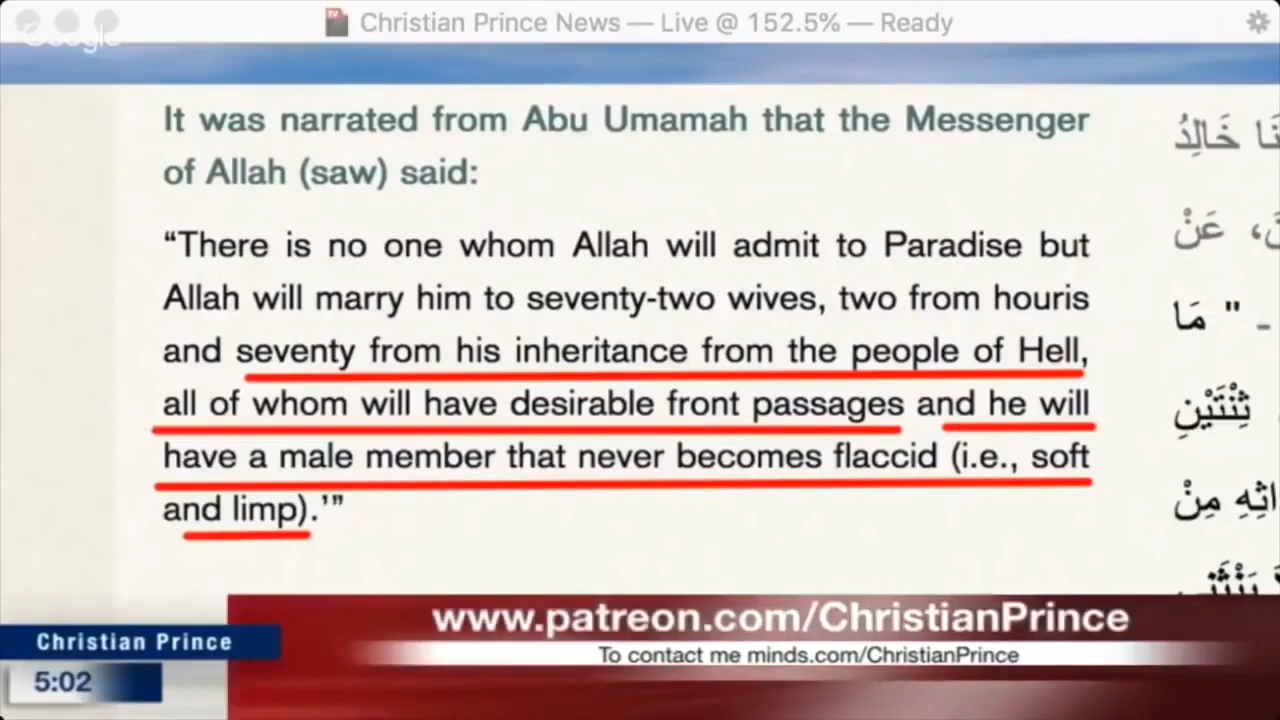 Christian Prince News — Live @ 152.5% — Ready
Google
It was narrated from Abu Umamah that the Messenger
of Allah (saw) said:
“There is no one whom Allah will admit to Paradise but
Allah will marry him to seventy-two wives, two from houris
and seventy from his inheritance from the people of Hell,
all of whom will have desirable front passages and he will
have a male member that never becomes flaccid (i.e., soft
and limp).’”
خَالِدُ
عَنْ
" مَا
ثِنْتَيْنِ
مِنْ
www.patreon.com/ChristianPrince
To contact me minds.com/ChristianPrince
Christian Prince
5:02